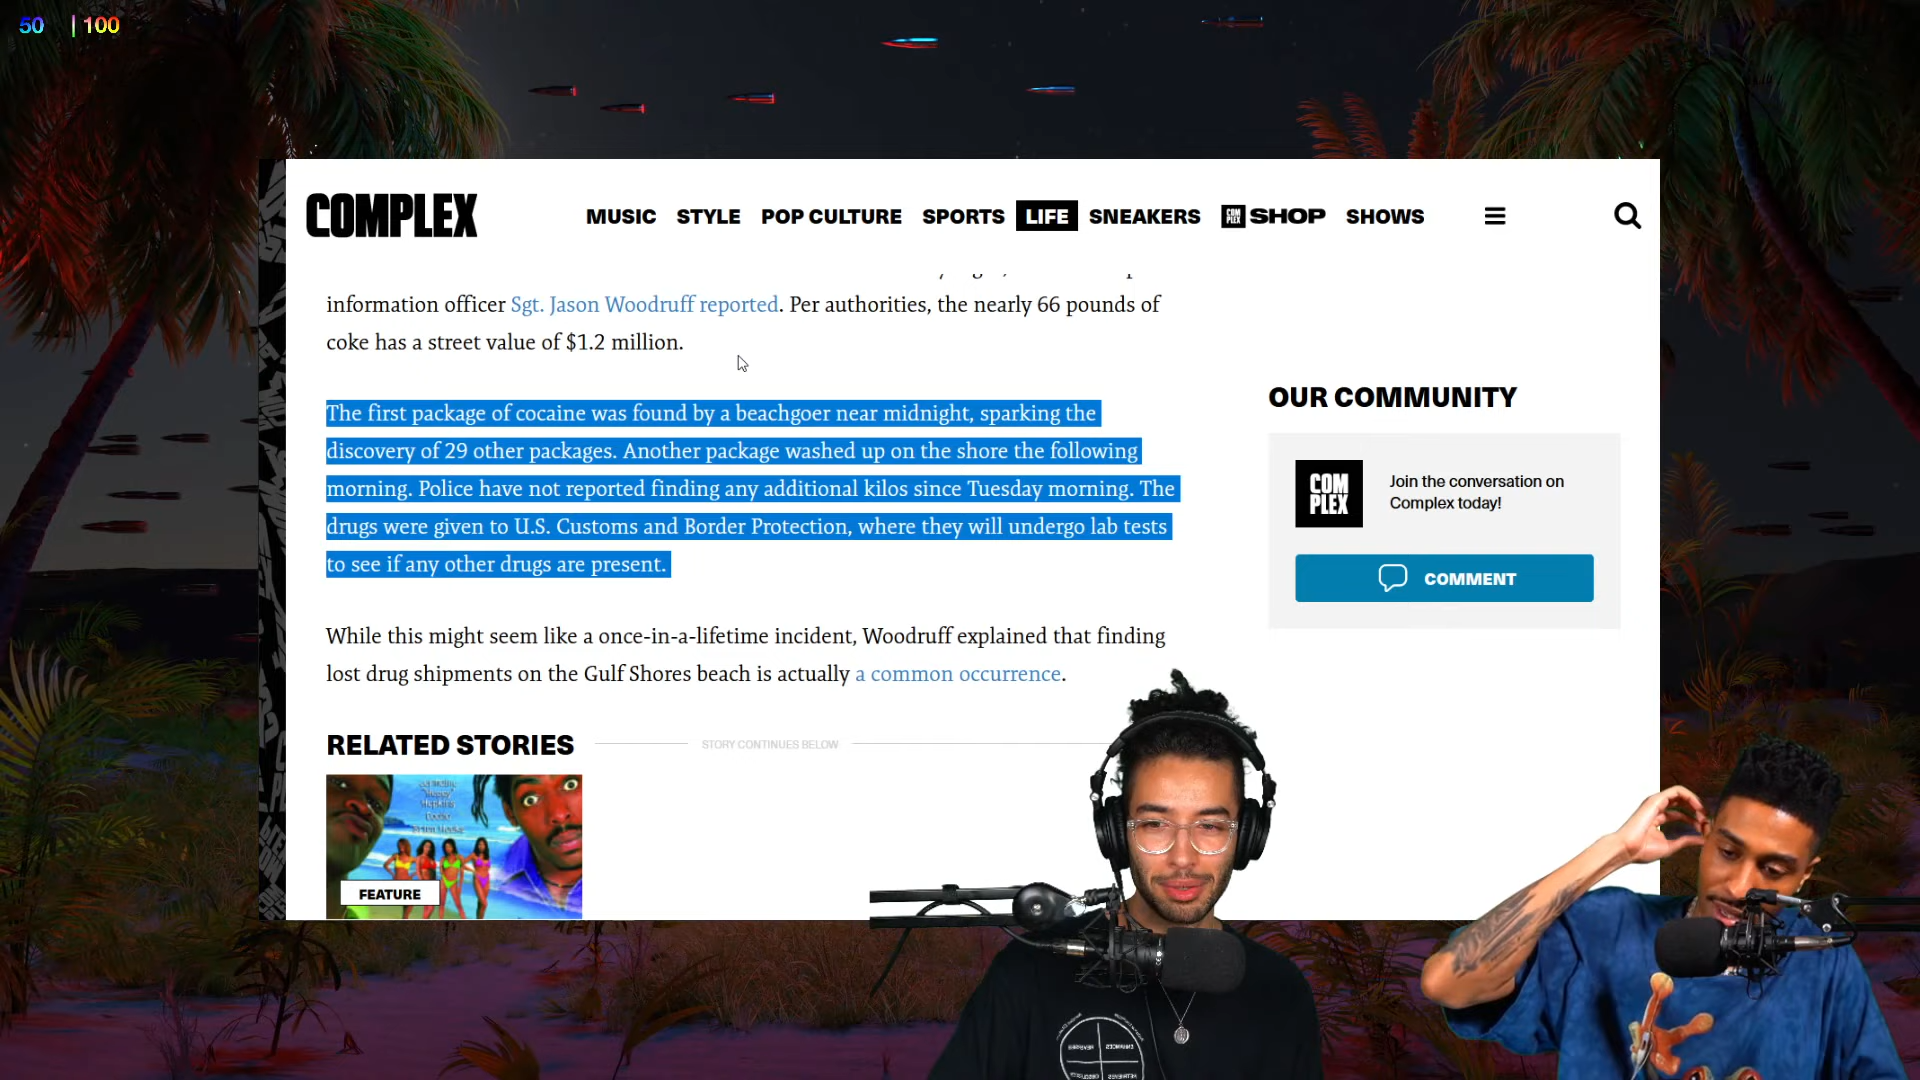 50 | 100
COMPLEX
MUSIC STYLE POP CULTURE SPORTS LIFE SNEAKERS COMPLEX SHOP SHOWS
information officer Sgt. Jason Woodruff reported. Per authorities, the nearly 66 pounds of
coke has a street value of $1.2 million.
The first package of cocaine was found by a beachgoer near midnight, sparking the
discovery of 29 other packages. Another package washed up on the shore the following
morning. Police have not reported finding any additional kilos since Tuesday morning. The
drugs were given to U.S. Customs and Border Protection, where they will undergo lab tests
to see if any other drugs are present.
While this might seem like a once-in-a-lifetime incident, Woodruff explained that finding
lost drug shipments on the Gulf Shores beach is actually a common occurrence.
RELATED STORIES
STORY CONTINUES BELOW
FEATURE
OUR COMMUNITY
COM
PLEX
Join the conversation on
Complex today!
COMMENT